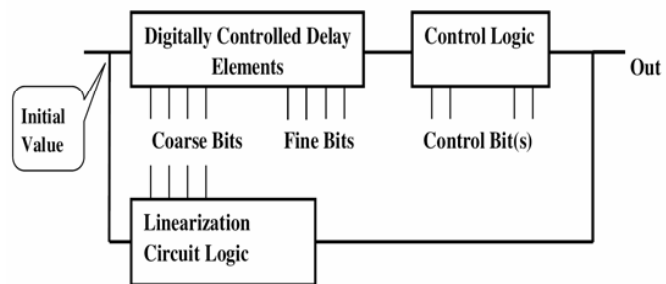 Digitally Controlled Delay
Elements
Control Logic
Out
Initial
Value
Coarse Bits
Fine Bits
Control Bit(s)
Linearization
Circuit Logic